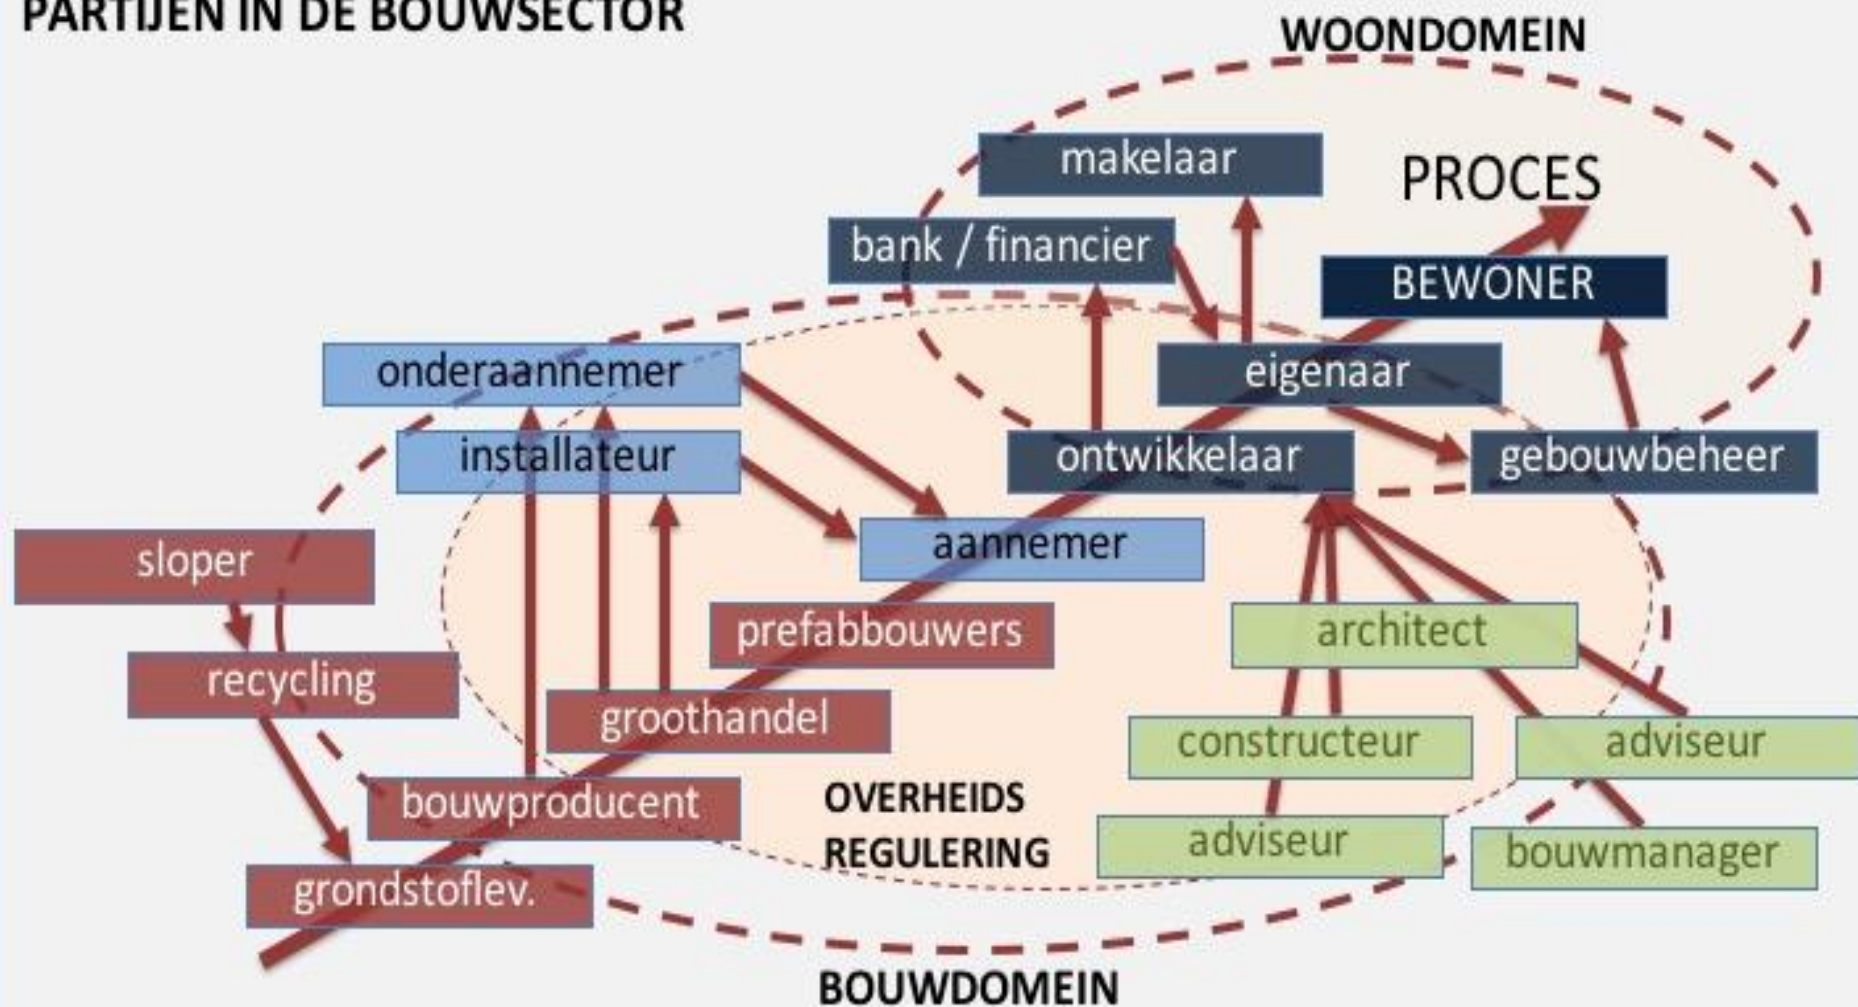 PARTIJEN IN DE BOUWSECTOR
WOONDOMEIN
makelaar
PROCES
bank / financier
BEWONER
onderaannemer
eigenaar
installateur
ontwikkelaar
gebouwbeheer
aannemer
sloper
prefabbouwers
architect
recycling
groothandel
constructeur
adviseur
bouwproducent
OVERHEIDS
REGULERING
adviseur
bouwmanager
grondstoflev.
BOUWDOMEIN